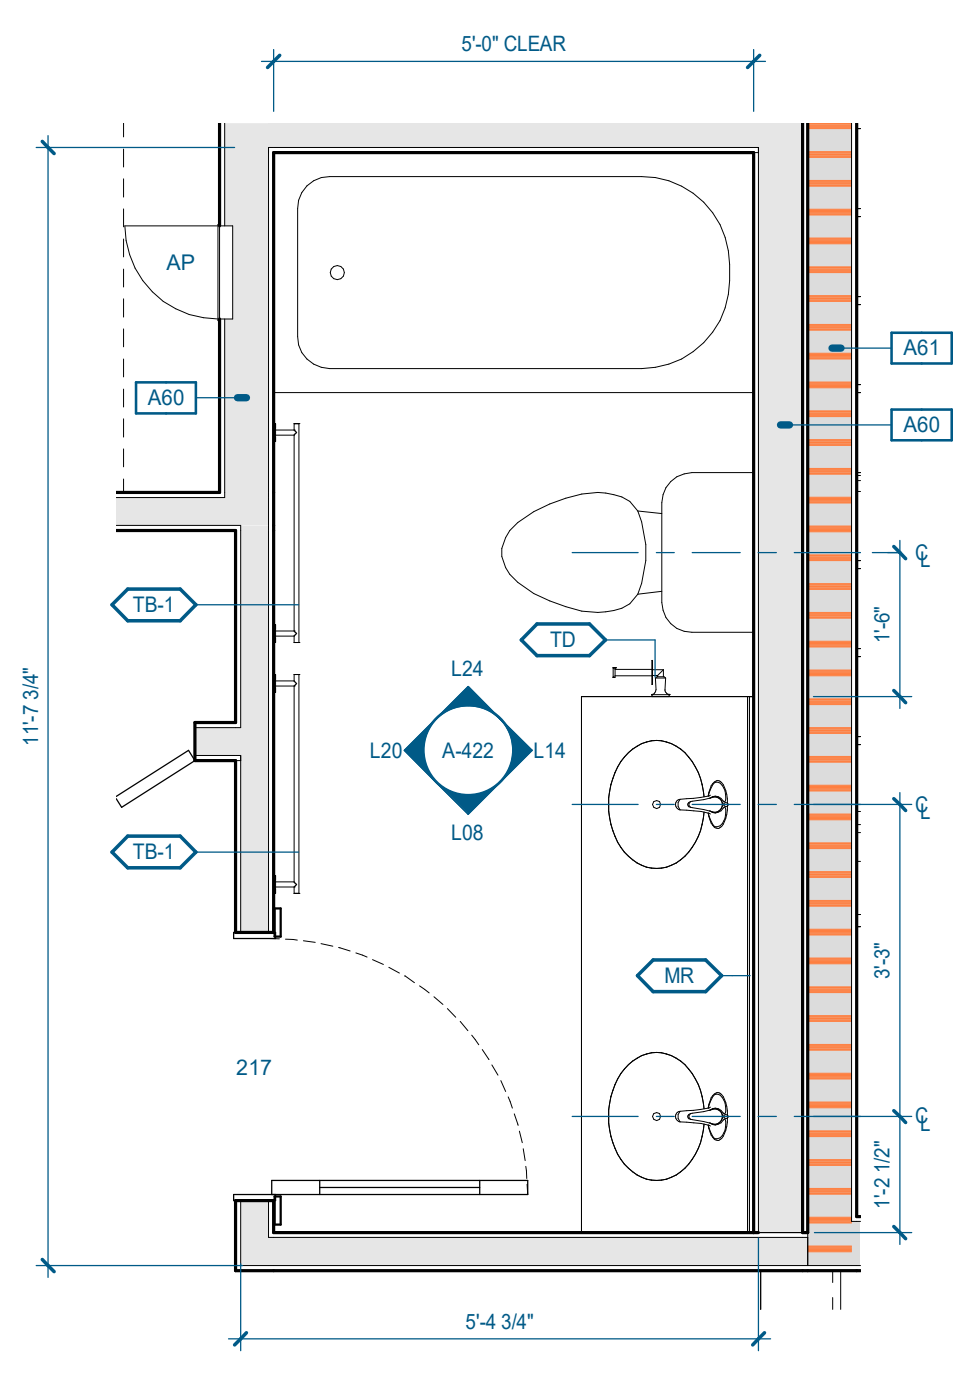 5'-0" CLEAR
AP
A61
A60
A60
℄
TB-1
1'-6"
TD
L24
11'-7 3/4"
L20
A-422
L14
℄
L08
TB-1
3'-3"
MR
217
℄
1'-2 1/2"
5'-4 3/4"